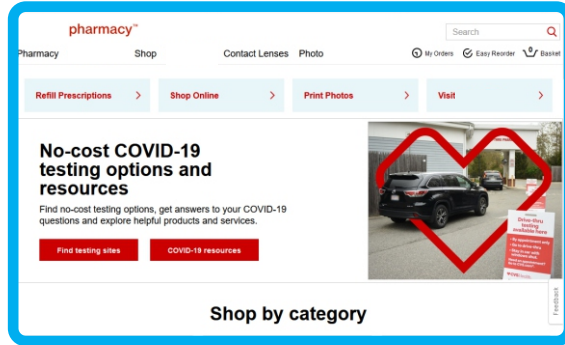 pharmacy™
Search
Pharmacy Shop Contact Lenses Photo My Orders Easy Reorder 0 Basket
Refill Prescriptions Shop Online Print Photos Visit
No-cost COVID-19
testing options and
resources
Find no-cost testing options, get answers to your COVID-19
questions and explore helpful products and services.
Find testing sites COVID-19 resources
Drive-thru
testing
available here
Feedback
Shop by category